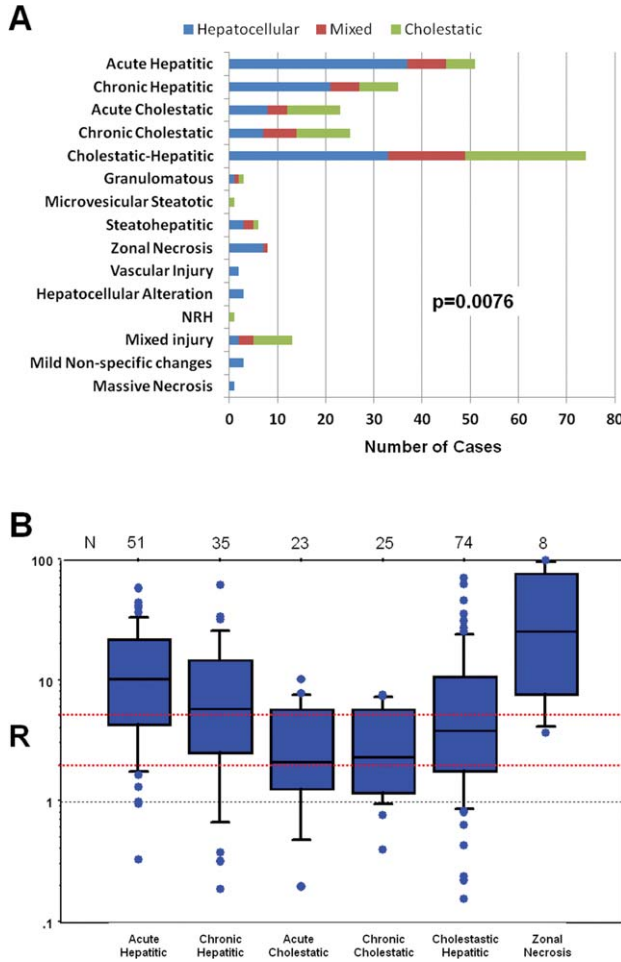 A
Hepatocellular Mixed Cholestatic
Acute Hepatitic
Chronic Hepatitic
Acute Cholestatic
Chronic Cholestatic
Cholestatic-Hepatitic
Granulomatous
Microvesicular Steatotic
Steatohepatitic
Zonal Necrosis
Vascular Injury
Hepatocellular Alteration
NRH
Mixed injury
Mild Non-specific changes
Massive Necrosis
p=0.0076
0 10 20 30 40 50 60 70 80
Number of Cases
B
N 51 35 23 25 74 8
100
10
R
1
.1
Acute Chronic Acute Chronic Cholestastic Zonal
Hepatitic Hepatitic Cholestatic Cholestatic Hepatitic Necrosis